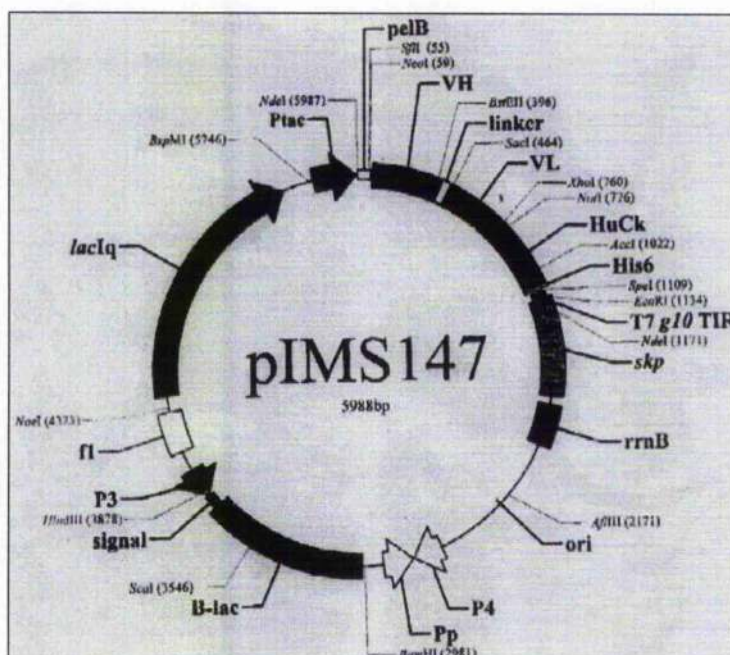 pelB
SfiI (55)
NcoI (59)
VH
NdeI (5987)
BstEII (396)
Ptac
linker
SacI (464)
BspMI (5746)
VL
XhoI (760)
NotI (776)
HuCk
lacIq
AccI (1022)
His6
SpeI (1109)
EcoRI (1134)
T7 g10 TIR
NdeI (1171)
pIMS147
skp
5988bp
rrnB
f1
P3
HindIII (3878)
AflIII (2171)
signal
ori
ScaI (3546)
B-lac
P4
Pp
BamHI (2981)